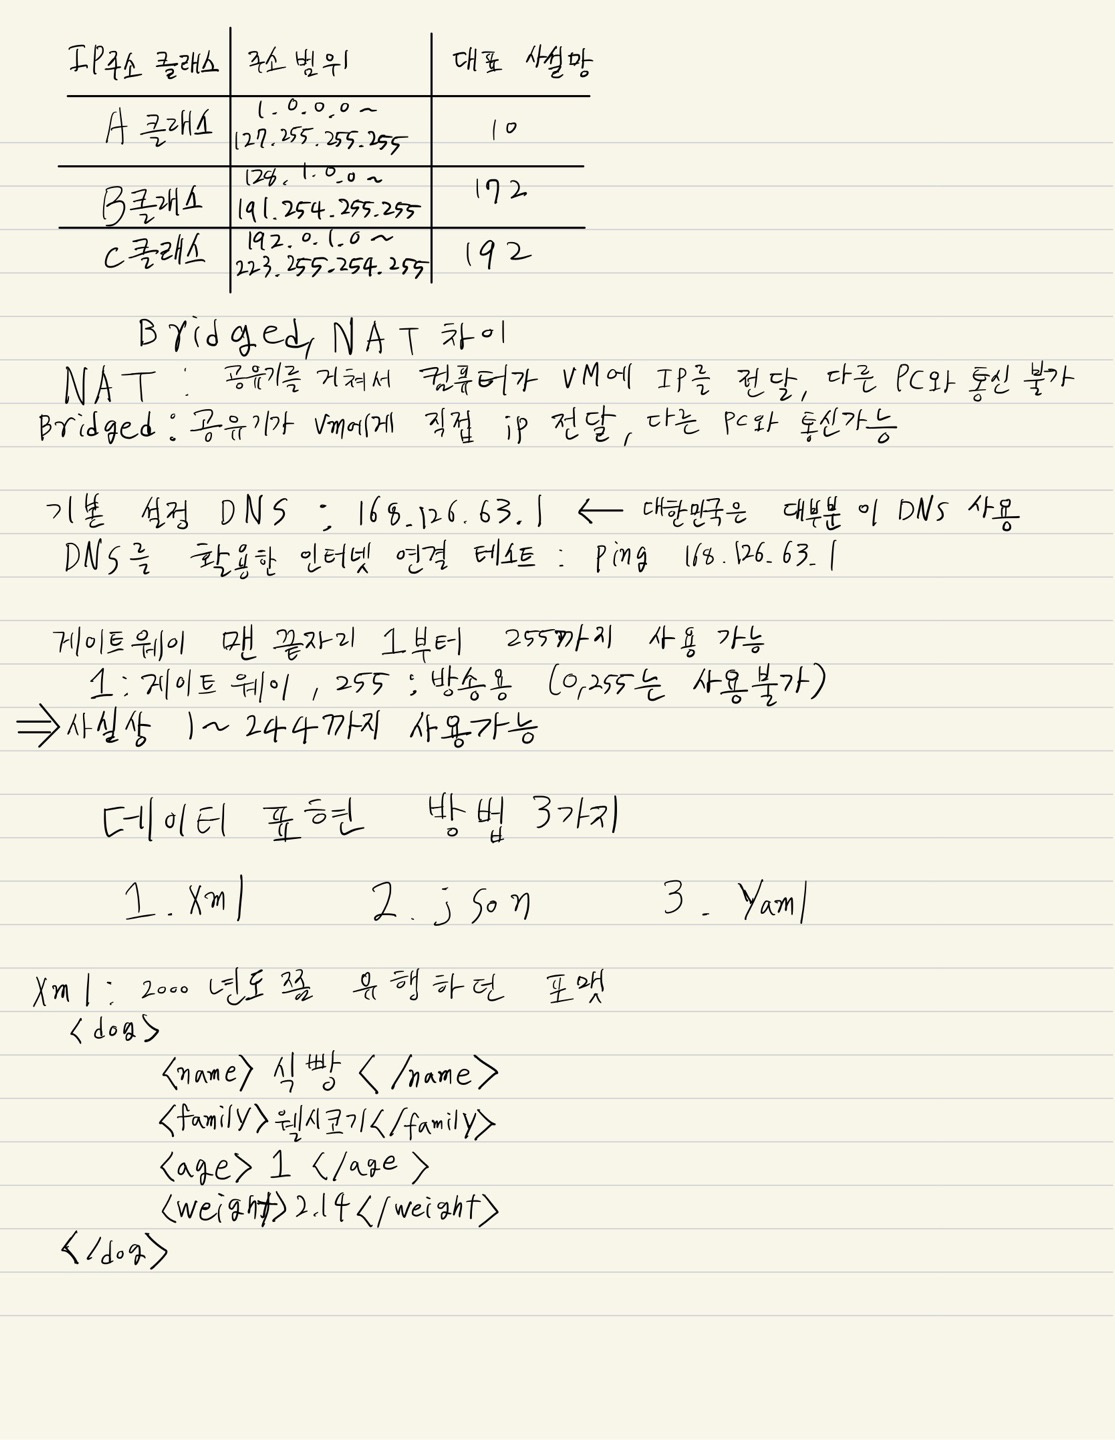 IP주소 클래스 주소 범위 대표 사설망
A 클래스 1.0.0.0 ~ 10
127.255.255.255
B클래스 128.1.0.0 ~ 172
191.254.255.255
C클래스 192.0.1.0 ~ 192
223.255.254.255
Bridged, NAT 차이
NAT : 공유기를 거쳐서 컴퓨터가 VM에 IP를 전달, 다른 PC와 통신 불가
Bridged : 공유기가 vm에게 직접 ip 전달, 다른 PC와 통신가능
기본 설정 DNS : 168.126.63.1 ← 대한민국은 대부분 이 DNS 사용
DNS를 활용한 인터넷 연결 테스트 : Ping 168.126.63.1
게이트웨이 맨 끝자리 1부터 255까지 사용 가능
1 : 게이트웨이, 255 : 방송용 (0,255는 사용불가)
⇒ 사실상 1~244까지 사용가능
데이터 표현 방법 3가지
1. Xml 2. json 3. Yaml
Xml : 2000년도쯤 유행하던 포맷
<dog>
<name> 식빵 </name>
<family>웰시코기</family>
<age> 1 </age>
<weight>2.14</weight>
</dog>